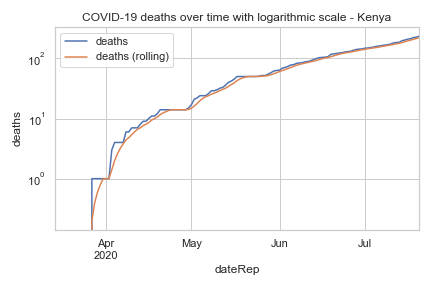 COVID-19 deaths over time with logarithmic scale - Kenya
deaths
deaths (rolling)
10²
10¹
10⁰
deaths
Apr
2020
May
Jun
Jul
dateRep